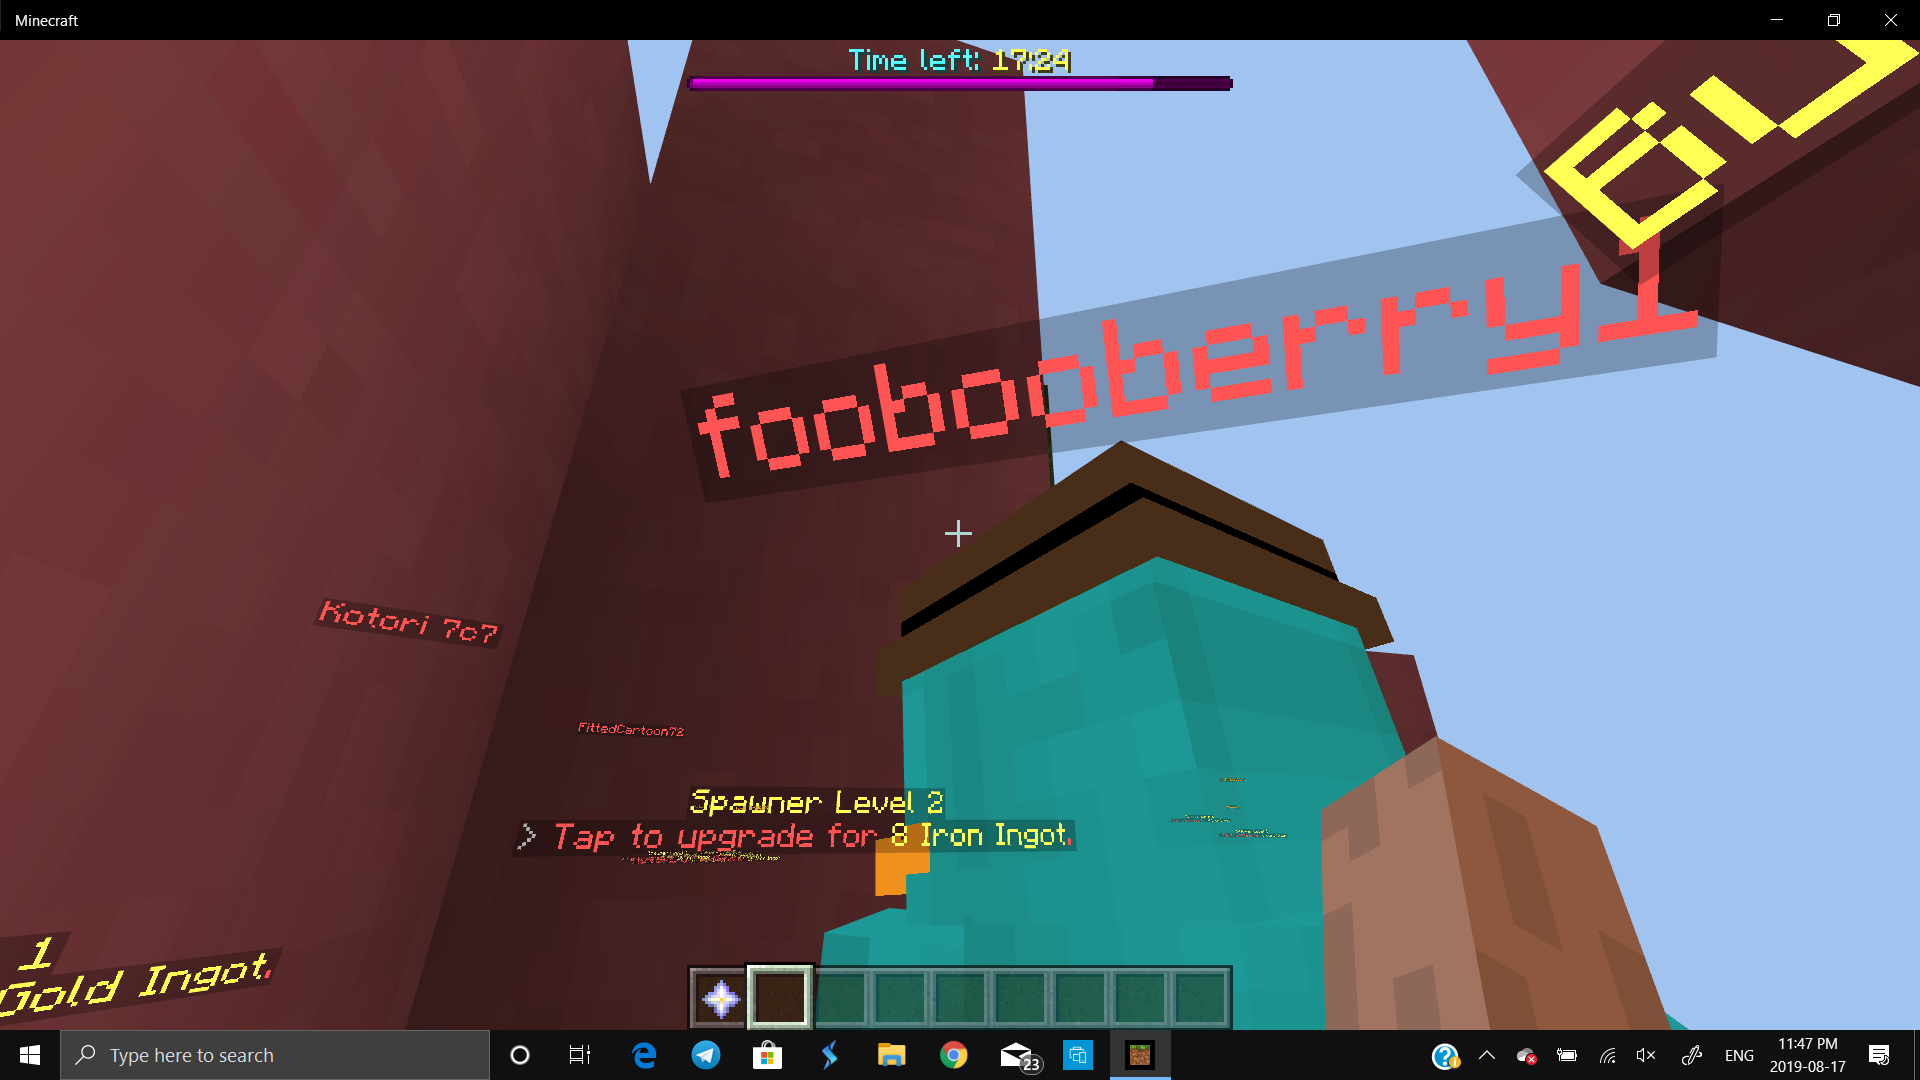 Minecraft
Time left: 17:24
foobooberry1
Kotori 7c7
FittedCartoon72
Spawner Level 2
> Tap to upgrade for 8 Iron Ingot.
1
Gold Ingot.
Type here to search
23
ENG
11:47 PM
2019-08-17